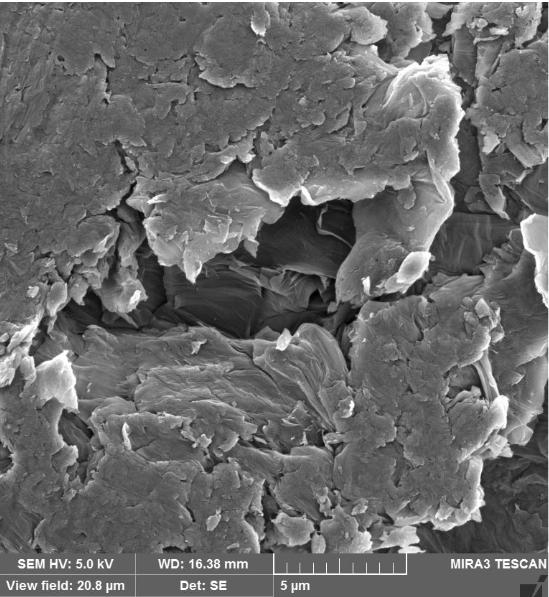 SEM HV: 5.0 kV WD: 16.38 mm MIRA3 TESCAN
View field: 20.8 µm Det: SE 5 µm